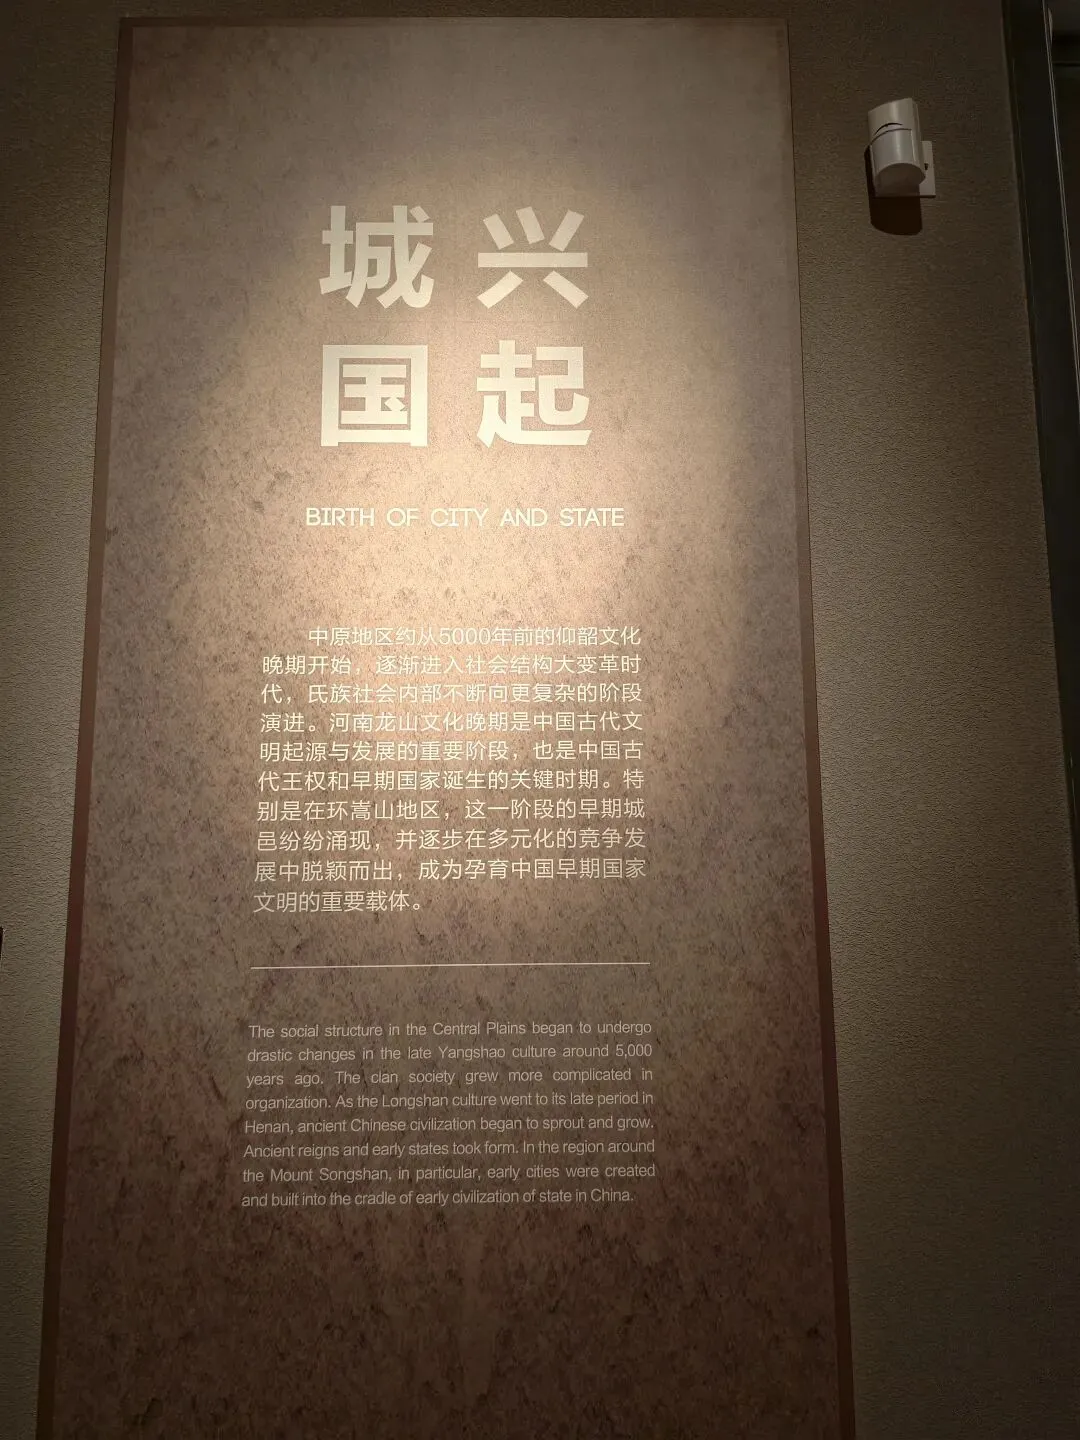 城 兴
国 起
BIRTH OF CITY AND STATE
中原地区约从5000年前的仰韶文化
晚期开始，逐渐进入社会结构大变革时
代，氏族社会内部不断向更复杂的阶段
演进。河南龙山文化晚期是中国古代文
明起源与发展的重要阶段，也是中国古
代王权和早期国家诞生的关键时期。特
别是在环嵩山地区，这一阶段的早期城
邑纷纷涌现，并逐步在多元化的竞争发
展中脱颖而出，成为孕育中国早期国家
文明的重要载体。
The social structure in the Central Plains began to undergo
drastic changes in the late Yangshao culture around 5,000
years ago. The clan society grew more complicated in
organization. As the Longshan culture went to its late period in
Henan, ancient Chinese civilization began to sprout and grow.
Ancient reigns and early states took form. In the region around
the Mount Songshan, in particular, early cities were created
and built into the cradle of early civilization of state in China.